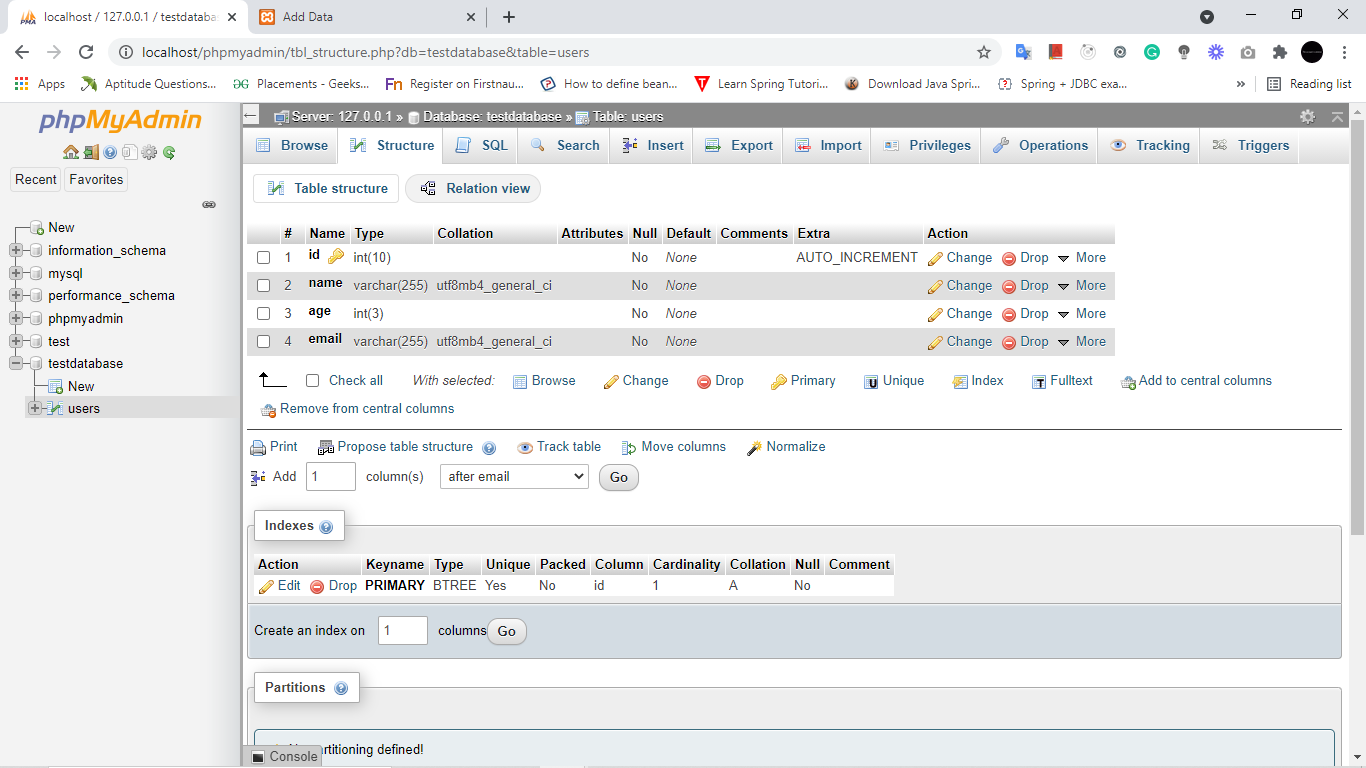 localhost / 127.0.0.1 / testdataba
Add Data
localhost/phpmyadmin/tbl_structure.php?db=testdatabase&table=users
Apps Aptitude Questions... Placements - Geeks... Register on Firstnau... How to define bean... Learn Spring Tutori... Download Java Spri... Spring + JDBC exa... » Reading list
phpMyAdmin
Recent Favorites
New
information_schema
mysql
performance_schema
phpmyadmin
test
testdatabase
New
users
Server: 127.0.0.1 » Database: testdatabase » Table: users
Browse Structure SQL Search Insert Export Import Privileges Operations Tracking Triggers
Table structure Relation view
# Name Type Collation Attributes Null Default Comments Extra Action
1 id int(10) No None AUTO_INCREMENT Change Drop More
2 name varchar(255) utf8mb4_general_ci No None Change Drop More
3 age int(3) No None Change Drop More
4 email varchar(255) utf8mb4_general_ci No None Change Drop More
Check all With selected: Browse Change Drop Primary Unique Index Fulltext Add to central columns
Remove from central columns
Print Propose table structure Track table Move columns Normalize
Add 1 column(s) after email Go
Indexes
Action Keyname Type Unique Packed Column Cardinality Collation Null Comment
Edit Drop PRIMARY BTREE Yes No id 1 A No
Create an index on 1 columns Go
Partitions
artitioning defined!
Console